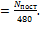 = N_пост / 480.